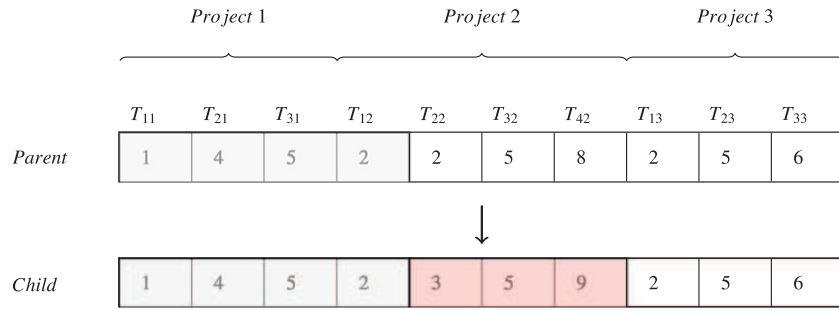 Project 1 Project 2 Project 3
T11 T21 T31 T12 T22 T32 T42 T13 T23 T33
Parent 1 4 5 2 2 5 8 2 5 6
Child 1 4 5 2 3 5 9 2 5 6